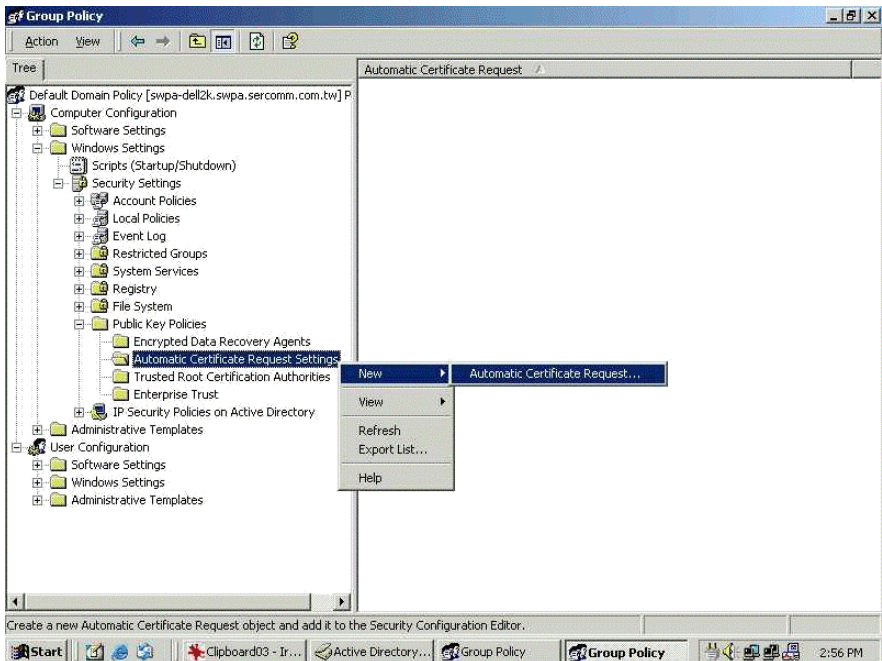 Group Policy
Action View
Tree
Automatic Certificate Request
Default Domain Policy [swpa-dell2k.swpa.sercomm.com.tw] P
Computer Configuration
Software Settings
Windows Settings
Scripts (Startup/Shutdown)
Security Settings
Account Policies
Local Policies
Event Log
Restricted Groups
System Services
Registry
File System
Public Key Policies
Encrypted Data Recovery Agents
Automatic Certificate Request Settings
Trusted Root Certification Authorities
Enterprise Trust
IP Security Policies on Active Directory
Administrative Templates
User Configuration
Software Settings
Windows Settings
Administrative Templates
New
View
Refresh
Export List...
Help
Automatic Certificate Request...
Create a new Automatic Certificate Request object and add it to the Security Configuration Editor.
Start Clipboard03 - Ir... Active Directory... Group Policy Group Policy 2:56 PM